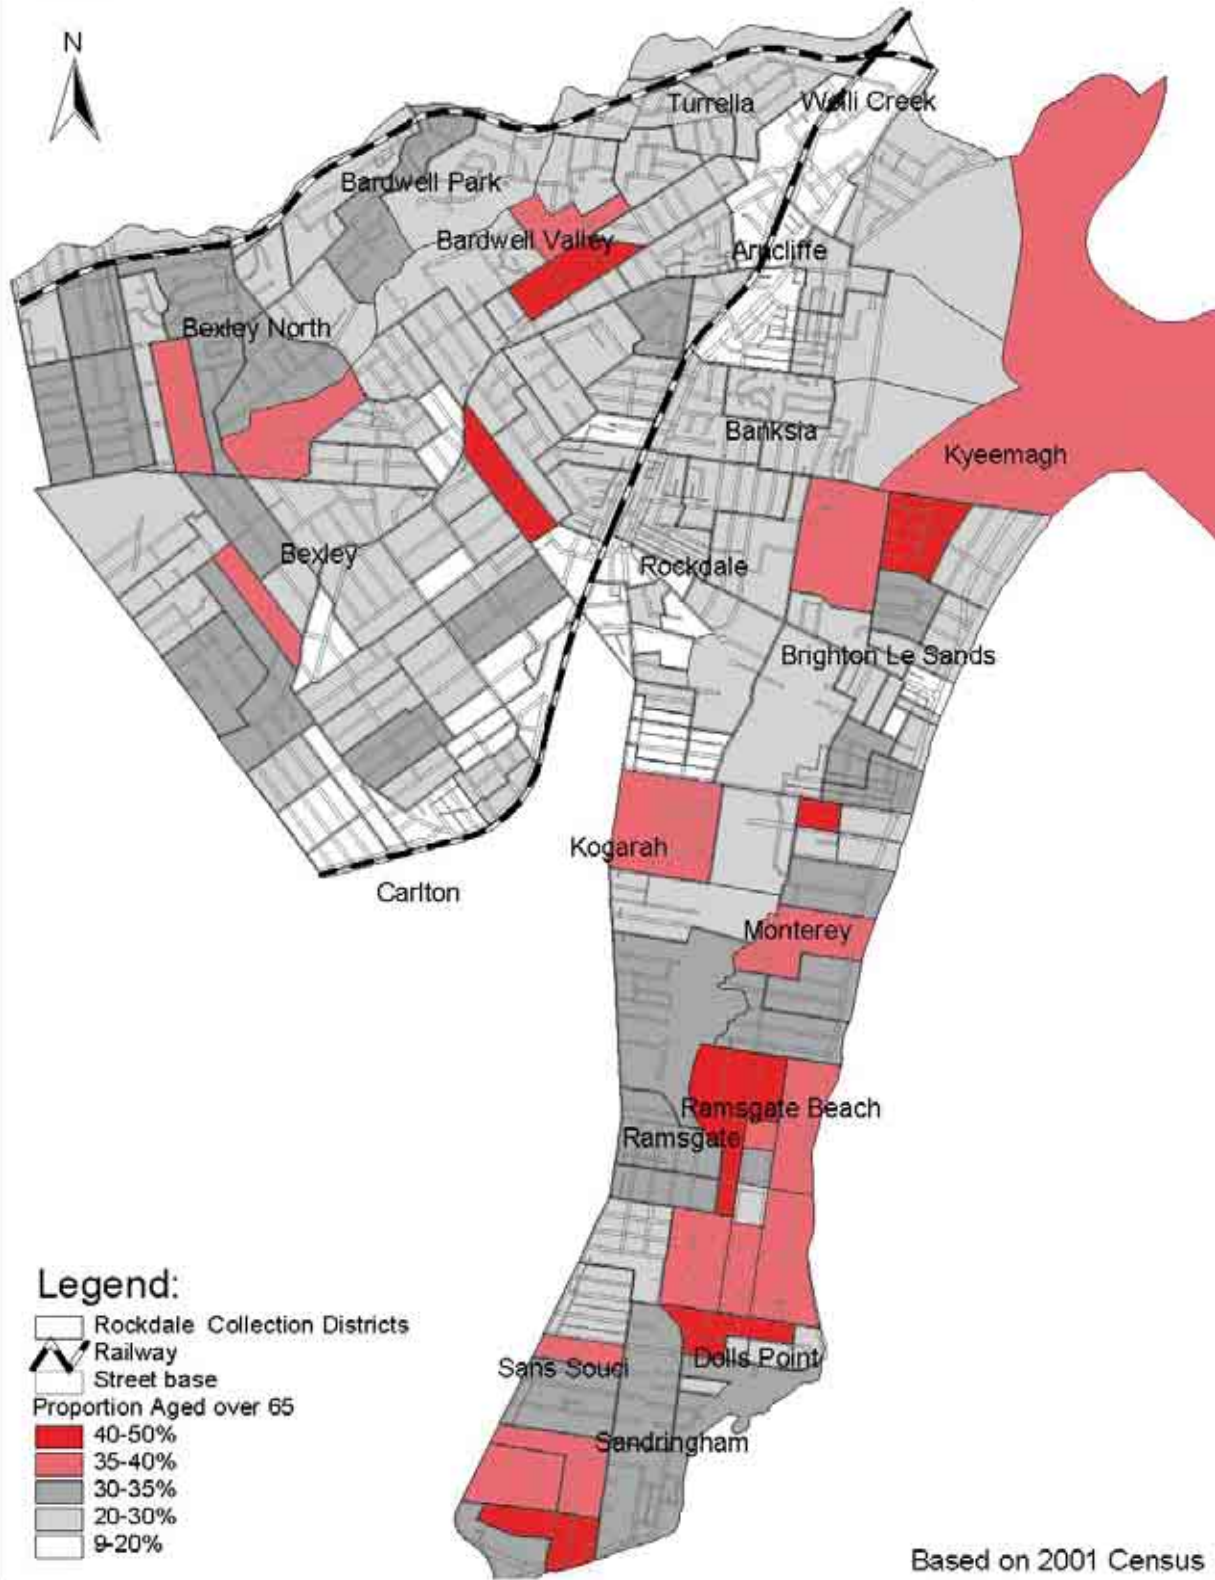 N
Turrella
Wolli Creek
Bardwell Park
Bardwell Valley
Arncliffe
Bexley North
Banksia
Kyeemagh
Bexley
Rockdale
Brighton Le Sands
Kogarah
Carlton
Monterey
Ramsgate Beach
Ramsgate
Legend:
Rockdale Collection Districts
Railway
Street base
Proportion Aged over 65
40-50%
35-40%
30-35%
20-30%
9-20%
Sans Souci
Dolls Point
Sandringham
Based on 2001 Census